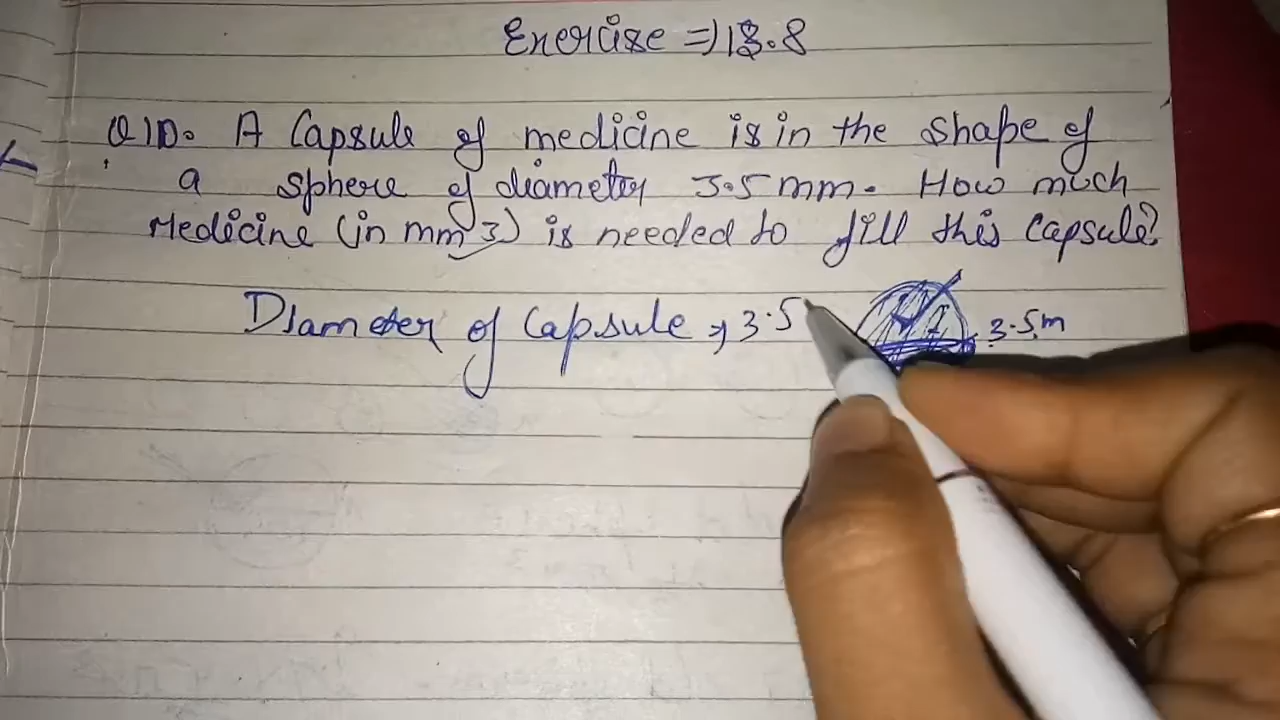 Exercise => 13.8
Q10. A Capsule of medicine is in the shape of
a sphere of diameter 3.5 mm. How much
Medicine (in mm3) is needed to fill this capsule?
Diameter of Capsule => 3.5
3.5m